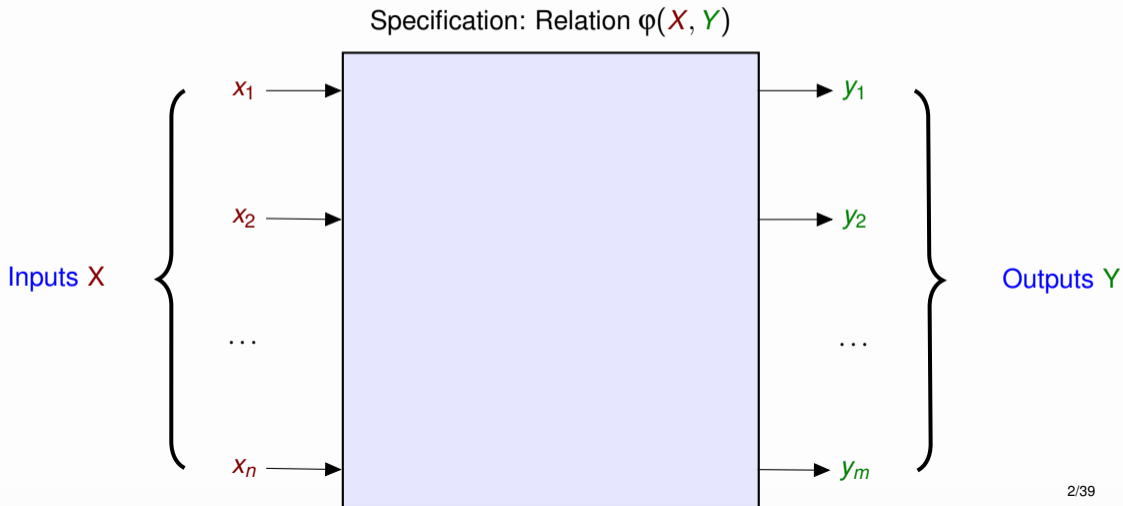 Specification: Relation φ(X, Y)
x1 y1
x2 y2
Inputs X Outputs Y
... ...
xn ym
2/39